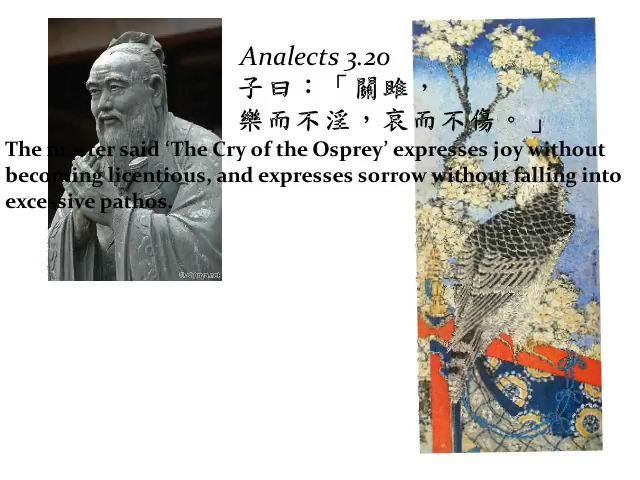 Analects 3.20
子曰：「關雎，
樂而不淫，哀而不傷。」
The master said ‘The Cry of the Osprey’ expresses joy without
becoming licentious, and expresses sorrow without falling into
excessive pathos.